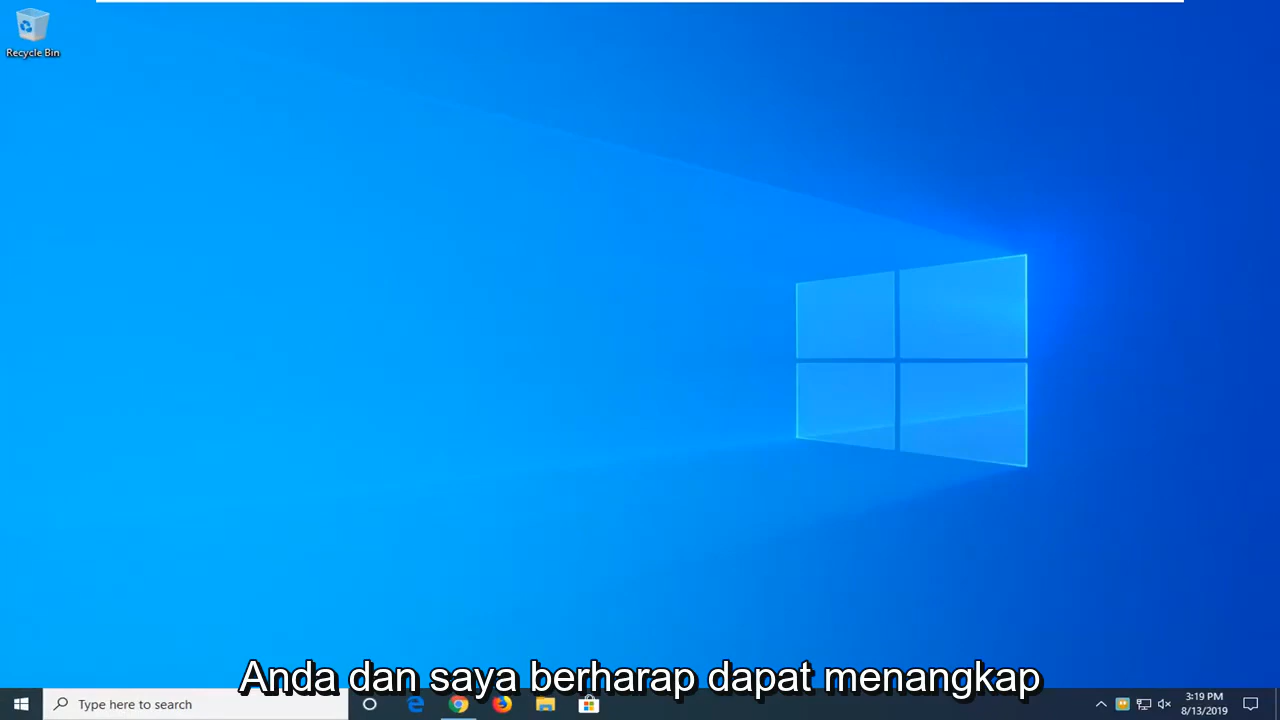 Recycle Bin
Anda dan saya berharap dapat menangkap
Type here to search
3:19 PM
8/13/2019